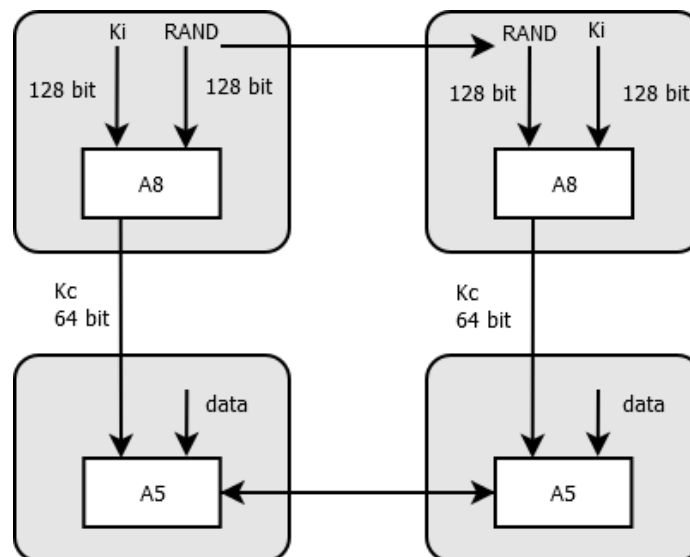 Ki RAND
128 bit 128 bit
A8
Kc
64 bit
data
A5
RAND Ki
128 bit 128 bit
A8
Kc
64 bit
data
A5